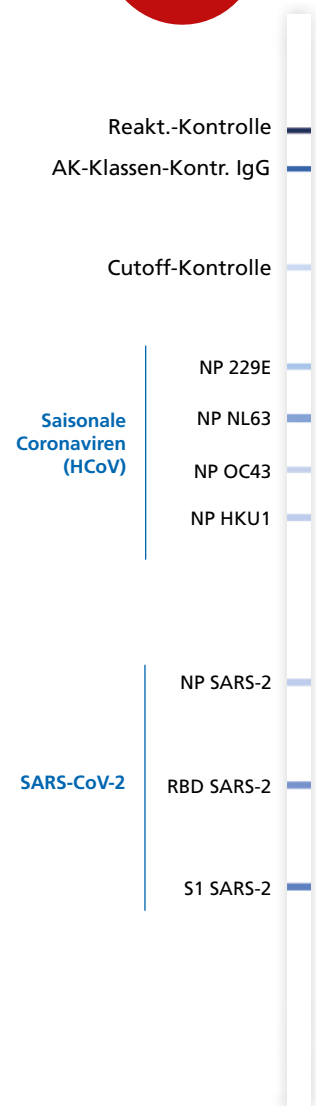 Reakt.-Kontrolle
AK-Klassen-Kontr. IgG
Cutoff-Kontrolle
Saisonale
Coronaviren
(HCoV)
NP 229E
NP NL63
NP OC43
NP HKU1
SARS-CoV-2
NP SARS-2
RBD SARS-2
S1 SARS-2